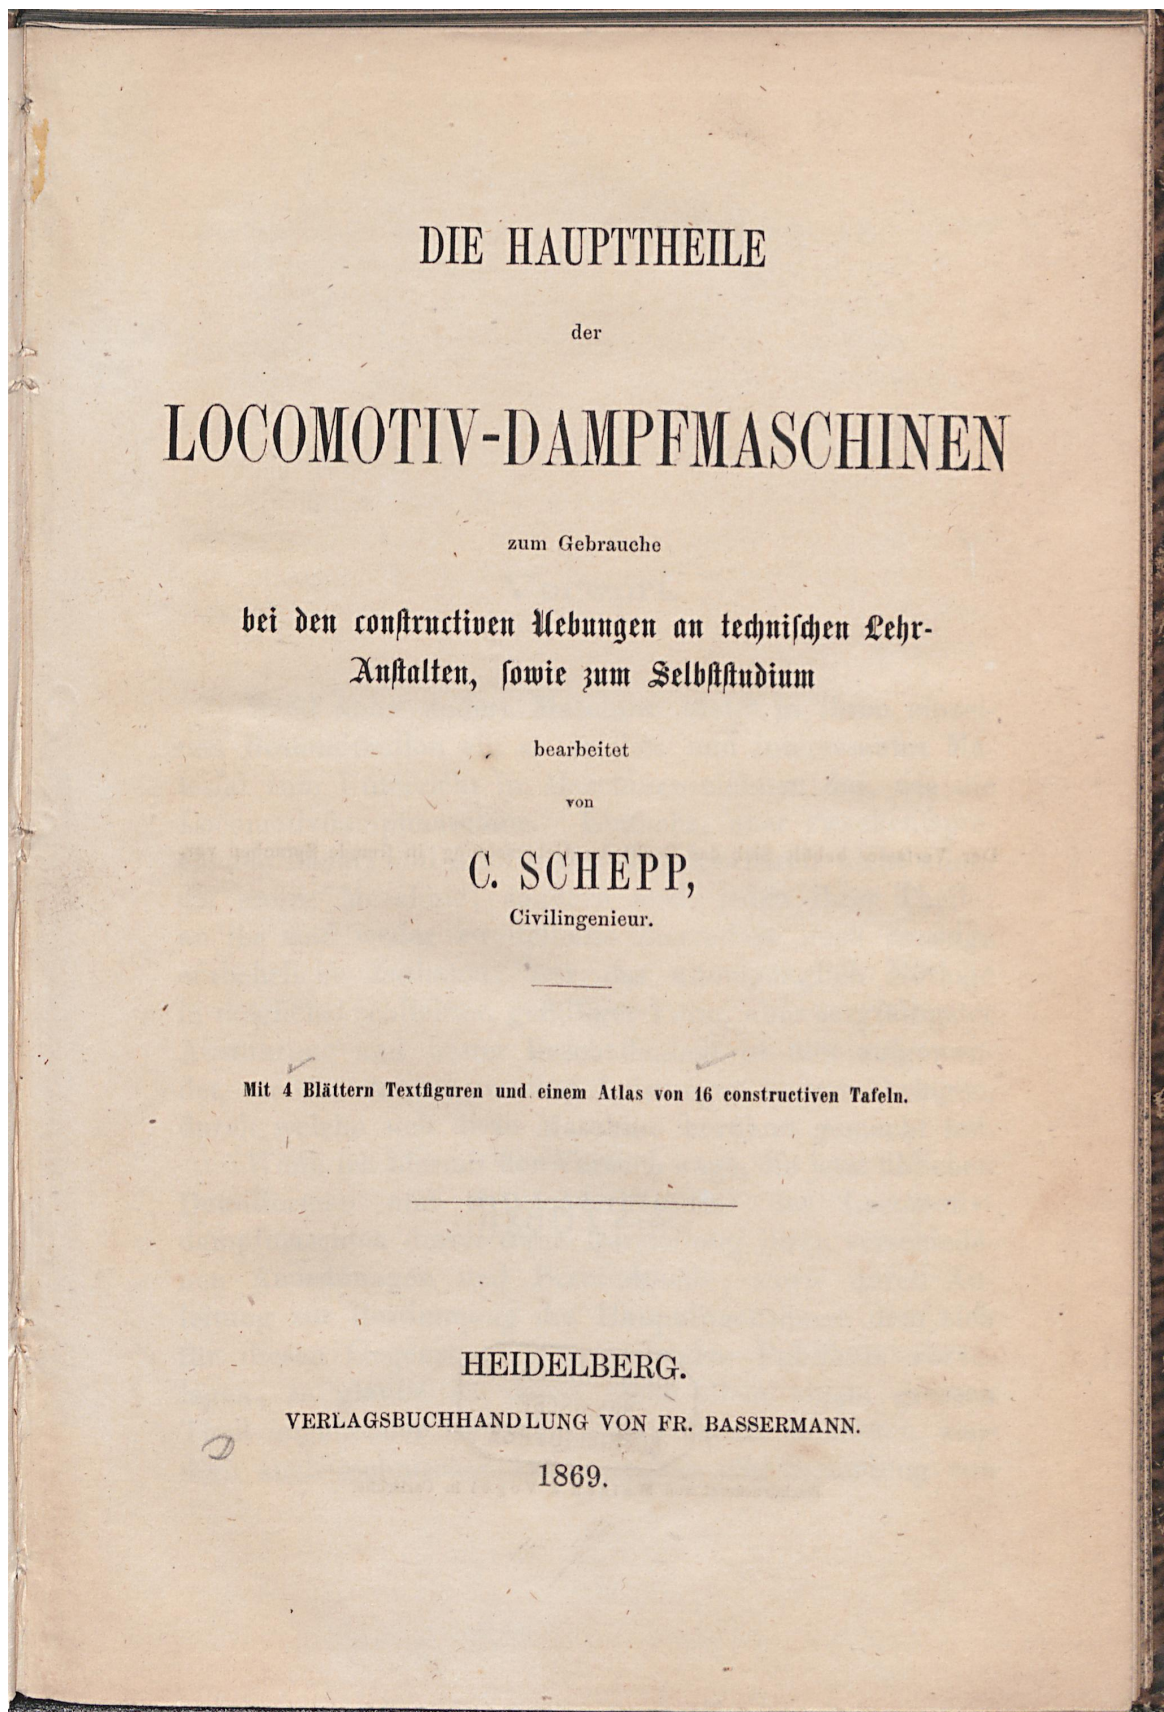 DIE HAUPTTHEILE
der
LOCOMOTIV-DAMPFMASCHINEN
zum Gebrauche
bei den constructiven Uebungen an technischen Lehr-
Anstalten, sowie zum Selbststudium
bearbeitet
von
C. SCHEPP,
Civilingenieur.
Mit 4 Blättern Textfiguren und einem Atlas von 16 constructiven Tafeln.
HEIDELBERG.
VERLAGSBUCHHANDLUNG VON FR. BASSERMANN.
1869.